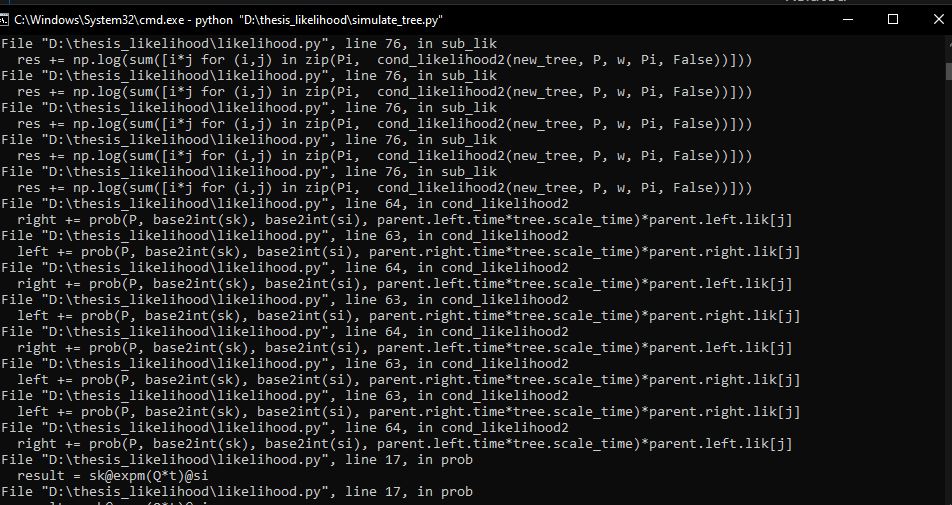 C:\Windows\System32\cmd.exe - python "D:\thesis_likelihood\simulate_tree.py"
File "D:\thesis_likelihood\likelihood.py", line 76, in sub_lik
res += np.log(sum([i*j for (i,j) in zip(Pi,  cond_likelihood2(new_tree, P, w, Pi, False))]))
File "D:\thesis_likelihood\likelihood.py", line 76, in sub_lik
res += np.log(sum([i*j for (i,j) in zip(Pi,  cond_likelihood2(new_tree, P, w, Pi, False))]))
File "D:\thesis_likelihood\likelihood.py", line 76, in sub_lik
res += np.log(sum([i*j for (i,j) in zip(Pi,  cond_likelihood2(new_tree, P, w, Pi, False))]))
File "D:\thesis_likelihood\likelihood.py", line 76, in sub_lik
res += np.log(sum([i*j for (i,j) in zip(Pi,  cond_likelihood2(new_tree, P, w, Pi, False))]))
File "D:\thesis_likelihood\likelihood.py", line 76, in sub_lik
res += np.log(sum([i*j for (i,j) in zip(Pi,  cond_likelihood2(new_tree, P, w, Pi, False))]))
File "D:\thesis_likelihood\likelihood.py", line 64, in cond_likelihood2
right += prob(P, base2int(sk), base2int(si), parent.left.time*tree.scale_time)*parent.left.lik[j]
File "D:\thesis_likelihood\likelihood.py", line 63, in cond_likelihood2
left += prob(P, base2int(sk), base2int(si), parent.right.time*tree.scale_time)*parent.right.lik[j]
File "D:\thesis_likelihood\likelihood.py", line 64, in cond_likelihood2
right += prob(P, base2int(sk), base2int(si), parent.left.time*tree.scale_time)*parent.left.lik[j]
File "D:\thesis_likelihood\likelihood.py", line 63, in cond_likelihood2
left += prob(P, base2int(sk), base2int(si), parent.right.time*tree.scale_time)*parent.right.lik[j]
File "D:\thesis_likelihood\likelihood.py", line 64, in cond_likelihood2
right += prob(P, base2int(sk), base2int(si), parent.left.time*tree.scale_time)*parent.left.lik[j]
File "D:\thesis_likelihood\likelihood.py", line 63, in cond_likelihood2
left += prob(P, base2int(sk), base2int(si), parent.right.time*tree.scale_time)*parent.right.lik[j]
File "D:\thesis_likelihood\likelihood.py", line 63, in cond_likelihood2
left += prob(P, base2int(sk), base2int(si), parent.right.time*tree.scale_time)*parent.right.lik[j]
File "D:\thesis_likelihood\likelihood.py", line 64, in cond_likelihood2
right += prob(P, base2int(sk), base2int(si), parent.left.time*tree.scale_time)*parent.left.lik[j]
File "D:\thesis_likelihood\likelihood.py", line 17, in prob
result = sk@expm(Q*t)@si
File "D:\thesis_likelihood\likelihood.py", line 17, in prob